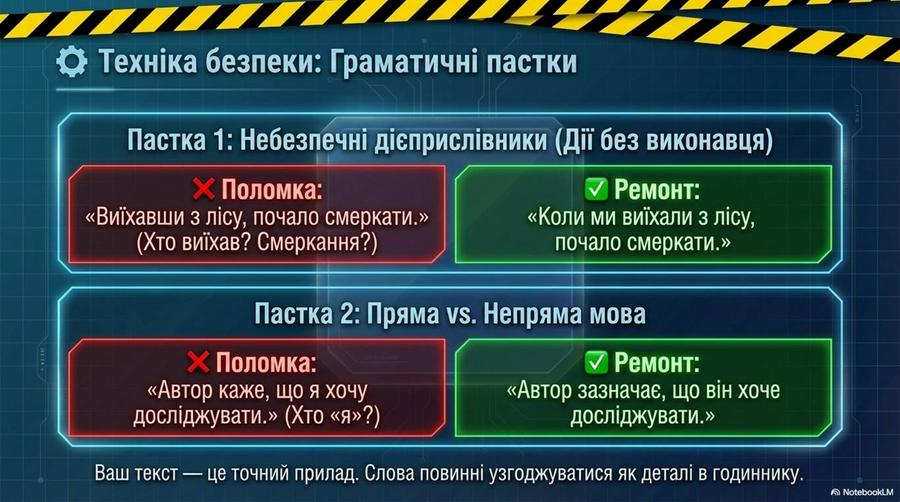 Техніка безпеки: Граматичні пастки
Пастка 1: Небезпечні дієприслівники (Дії без виконавця)
❌ Поломка:
«Виїхавши з лісу, почало смеркати.»
(Хто виїхав? Смеркання?)
✅ Ремонт:
«Коли ми виїхали з лісу,
почало смеркати.»
Пастка 2: Пряма vs. Непряма мова
❌ Поломка:
«Автор каже, що я хочу
досліджувати.» (Хто «я»?)
✅ Ремонт:
«Автор зазначає, що він хоче
досліджувати.»
Ваш текст — це точний прилад. Слова повинні узгоджуватися як деталі в годиннику.
NotebookLM